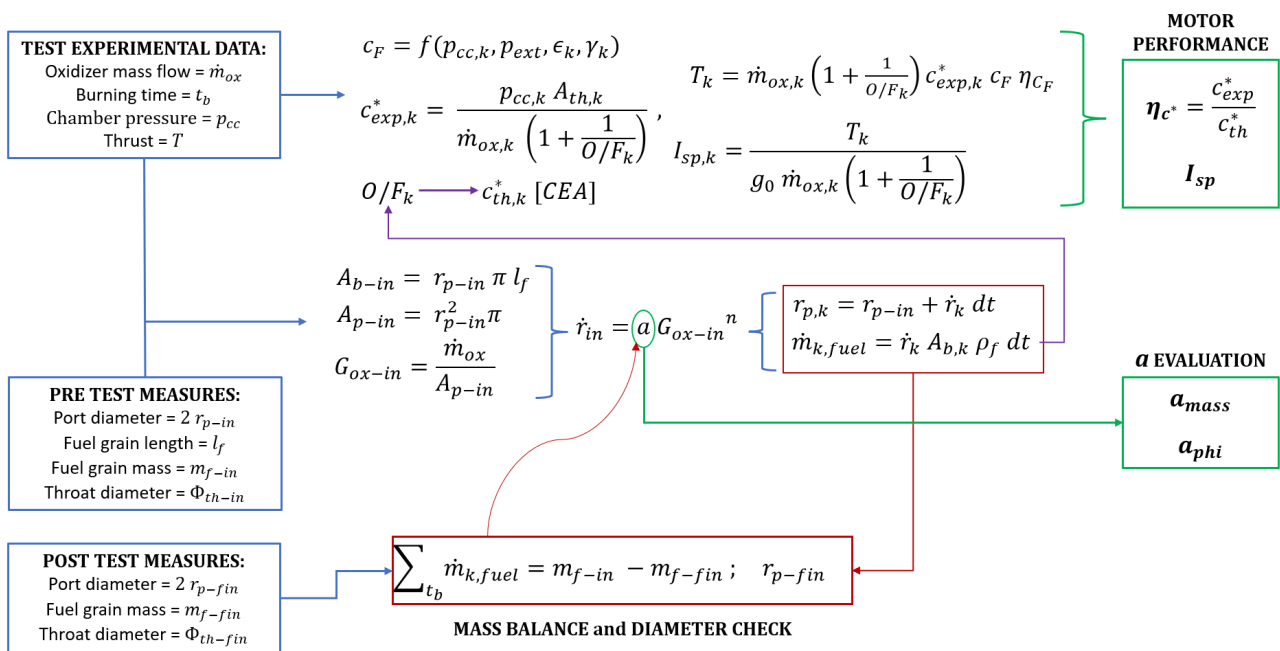 TEST EXPERIMENTAL DATA:
Oxidizer mass flow = ṁ_ox
Burning time = t_b
Chamber pressure = p_cc
Thrust = T
c_F = f(p_cc,k, p_ext, ϵ_k, γ_k)
c*_exp,k = p_cc,k A_th,k / ( ṁ_ox,k (1 + 1/(O/F_k)) ) ,
O/F_k → c*_th,k [CEA]
T_k = ṁ_ox,k (1 + 1/(O/F_k)) c*_exp,k c_F η_C_F
I_sp,k = T_k / ( g_0 ṁ_ox,k (1 + 1/(O/F_k)) )
MOTOR
PERFORMANCE
η_c* = c*_exp / c*_th
I_sp
A_b−in = r_p−in π l_f
A_p−in = r²_p−in π
G_ox−in = ṁ_ox / A_p−in
ṙ_in = a G_ox−in^n
r_p,k = r_p−in + ṙ_k dt
ṁ_k,fuel = ṙ_k A_b,k ρ_f dt
a EVALUATION
a_mass
a_phi
PRE TEST MEASURES:
Port diameter = 2 r_p−in
Fuel grain length = l_f
Fuel grain mass = m_f−in
Throat diameter = Φ_th−in
POST TEST MEASURES:
Port diameter = 2 r_p−fin
Fuel grain mass = m_f−fin
Throat diameter = Φ_th−fin
∑_t_b ṁ_k,fuel = m_f−in − m_f−fin ; r_p−fin
MASS BALANCE and DIAMETER CHECK